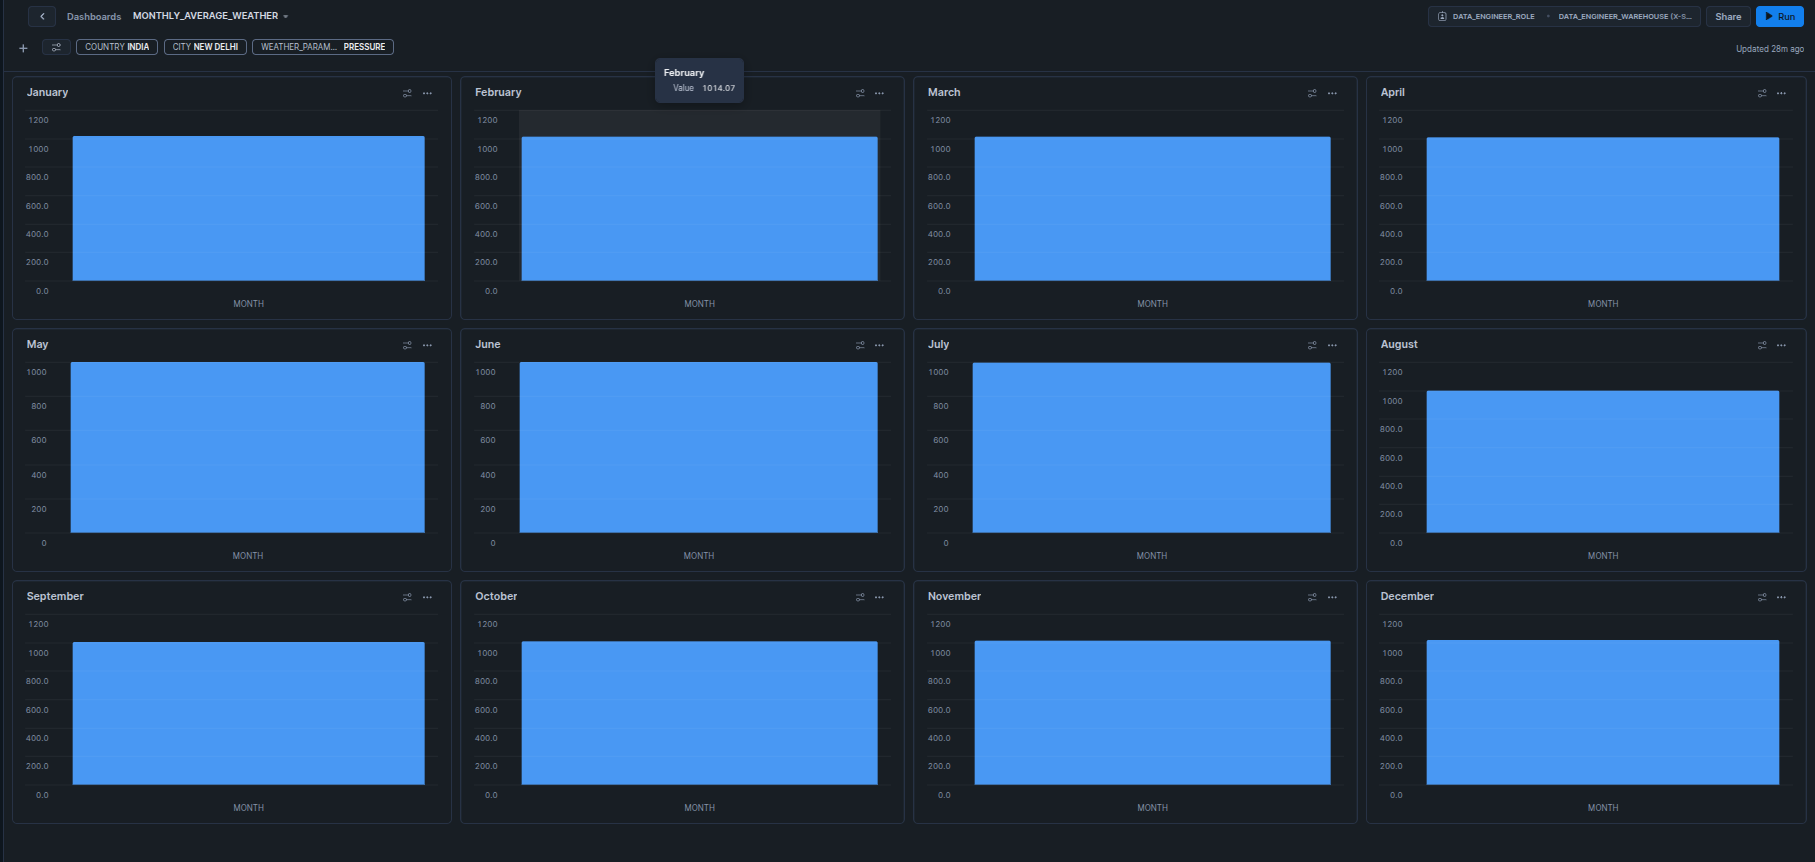 Dashboards MONTHLY_AVERAGE_WEATHER
DATA_ENGINEER_ROLE · DATA_ENGINEER_WAREHOUSE (X-S... Share Run
COUNTRY INDIA CITY NEW DELHI WEATHER_PARAM... PRESSURE
Updated 28m ago
February
Value 1014.07
January
1200
1000
800.0
600.0
400.0
200.0
0.0
MONTH
February
1200
1000
800.0
600.0
400.0
200.0
0.0
MONTH
March
1200
1000
800.0
600.0
400.0
200.0
0.0
MONTH
April
1200
1000
800.0
600.0
400.0
200.0
0.0
MONTH
May
1000
800
600
400
200
0
MONTH
June
1000
800
600
400
200
0
MONTH
July
1000
800
600
400
200
0
MONTH
August
1200
1000
800.0
600.0
400.0
200.0
0.0
MONTH
September
1200
1000
800.0
600.0
400.0
200.0
0.0
MONTH
October
1200
1000
800.0
600.0
400.0
200.0
0.0
MONTH
November
1200
1000
800.0
600.0
400.0
200.0
0.0
MONTH
December
1200
1000
800.0
600.0
400.0
200.0
0.0
MONTH